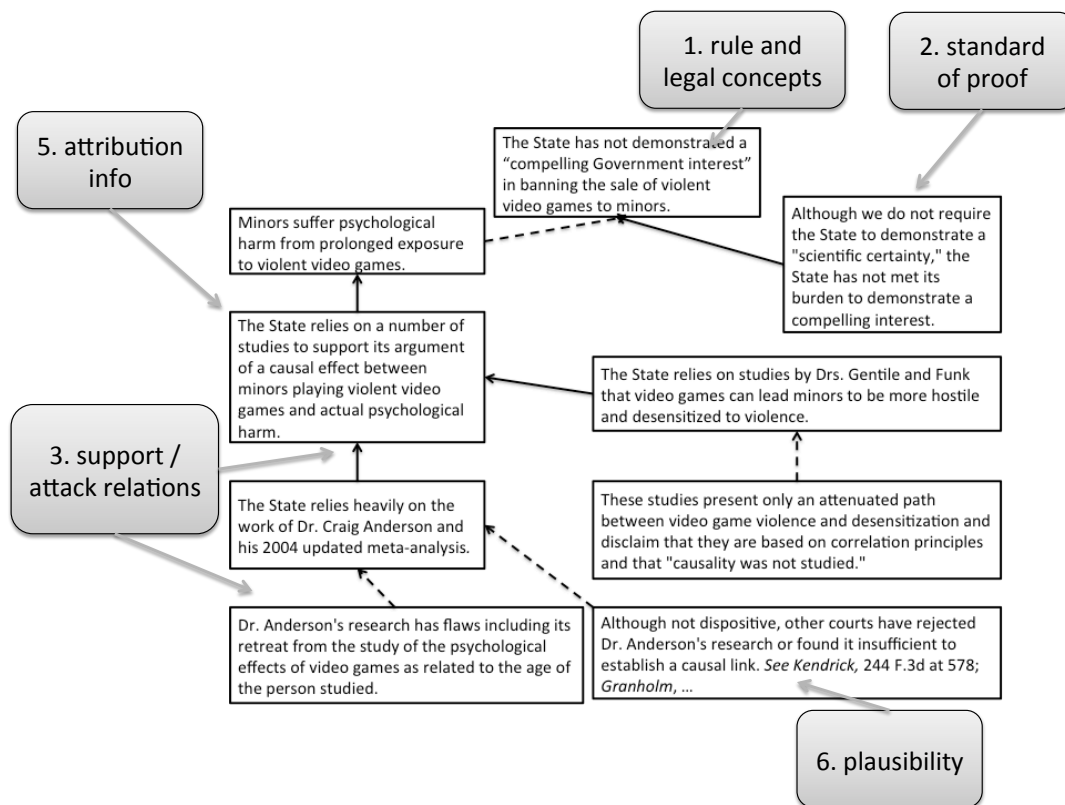 1. rule and
legal concepts
2. standard
of proof
5. attribution
info
The State has not demonstrated a
“compelling Government interest”
in banning the sale of violent
video games to minors.
Minors suffer psychological
harm from prolonged exposure
to violent video games.
Although we do not require
the State to demonstrate a
"scientific certainty," the
State has not met its
burden to demonstrate a
compelling interest.
The State relies on a number of
studies to support its argument
of a causal effect between
minors playing violent video
games and actual psychological
harm.
The State relies on studies by Drs. Gentile and Funk
that video games can lead minors to be more hostile
and desensitized to violence.
3. support /
attack relations
The State relies heavily on the
work of Dr. Craig Anderson and
his 2004 updated meta-analysis.
These studies present only an attenuated path
between video game violence and desensitization and
disclaim that they are based on correlation principles
and that "causality was not studied."
Dr. Anderson's research has flaws including its
retreat from the study of the psychological
effects of video games as related to the age of
the person studied.
Although not dispositive, other courts have rejected
Dr. Anderson's research or found it insufficient to
establish a causal link. See Kendrick, 244 F.3d at 578;
Granholm, …
6. plausibility